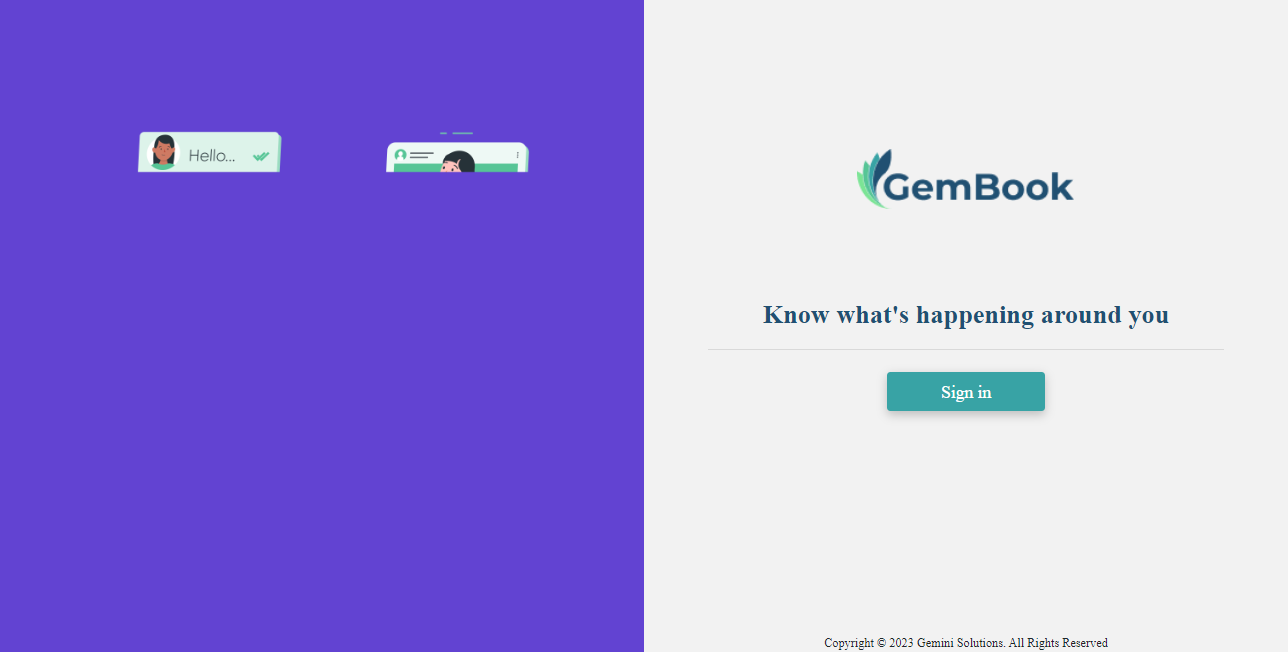 Hello...
GemBook
Know what's happening around you
Sign in
Copyright © 2023 Gemini Solutions. All Rights Reserved